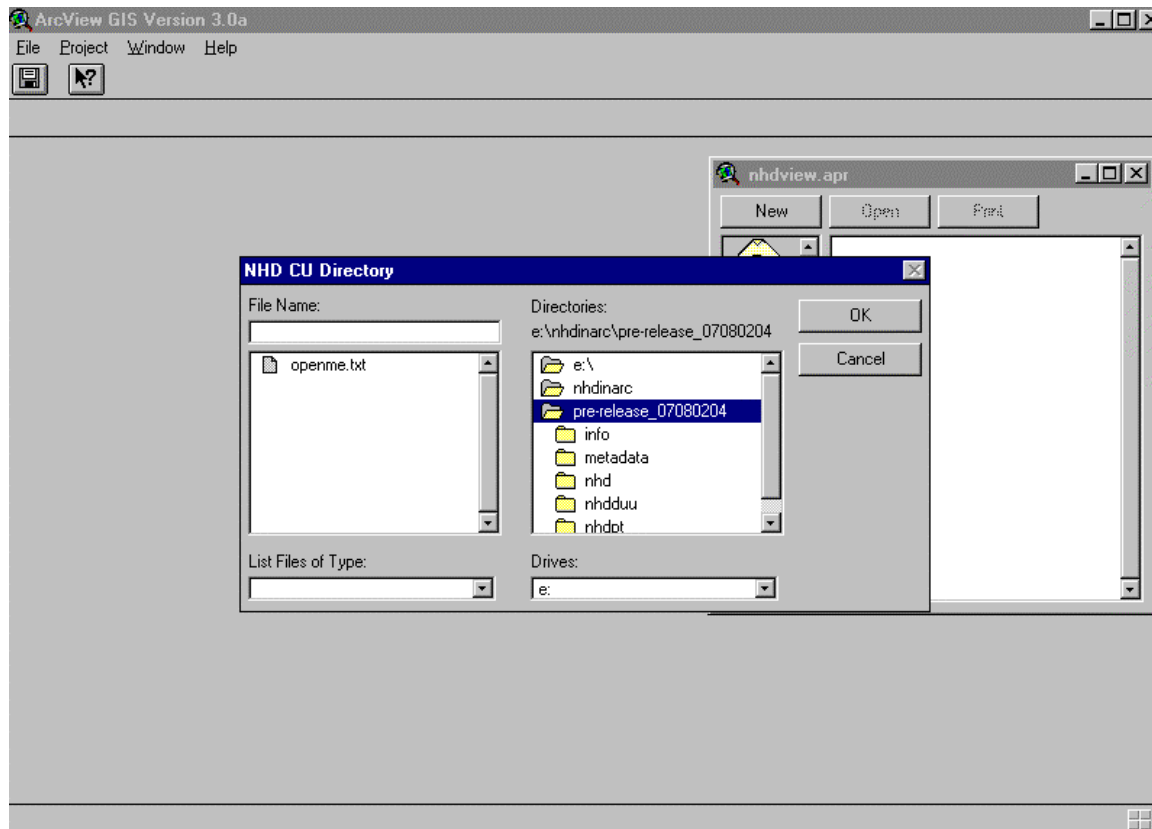 ArcView GIS Version 3.0a
File Project Window Help
nhdview.apr
New Open Print
NHD CU Directory
File Name:
Directories:
OK
e:\nhdinarc\pre-release_07080204
openme.txt
e:\
Cancel
nhdinarc
pre-release_07080204
info
metadata
nhd
nhdduu
nhdpt
List Files of Type:
Drives:
e: